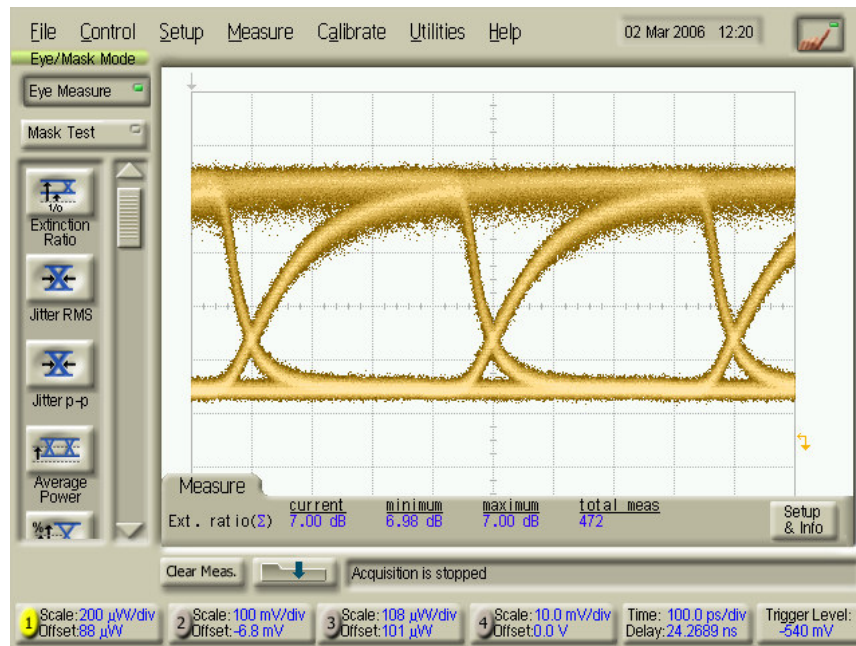 File Control Setup Measure Calibrate Utilities Help 02 Mar 2006 12:20
Eye/Mask Mode
Eye Measure
Mask Test
1/0
Extinction
Ratio
Jitter RMS
Jitter p-p
Average
Power
%
Measure
current minimum maximum total meas
Ext. ratio(Σ) 7.00 dB 6.98 dB 7.00 dB 472
Setup
& Info
Clear Meas. Acquisition is stopped
1 Scale:200 µW/div
Offset:88 µW
2 Scale:100 mV/div
Offset:-6.8 mV
3 Scale:108 µW/div
Offset:101 µW
4 Scale:10.0 mV/div
Offset:0.0 V
Time: 100.0 ps/div
Delay:24.2689 ns
Trigger Level:
-540 mV